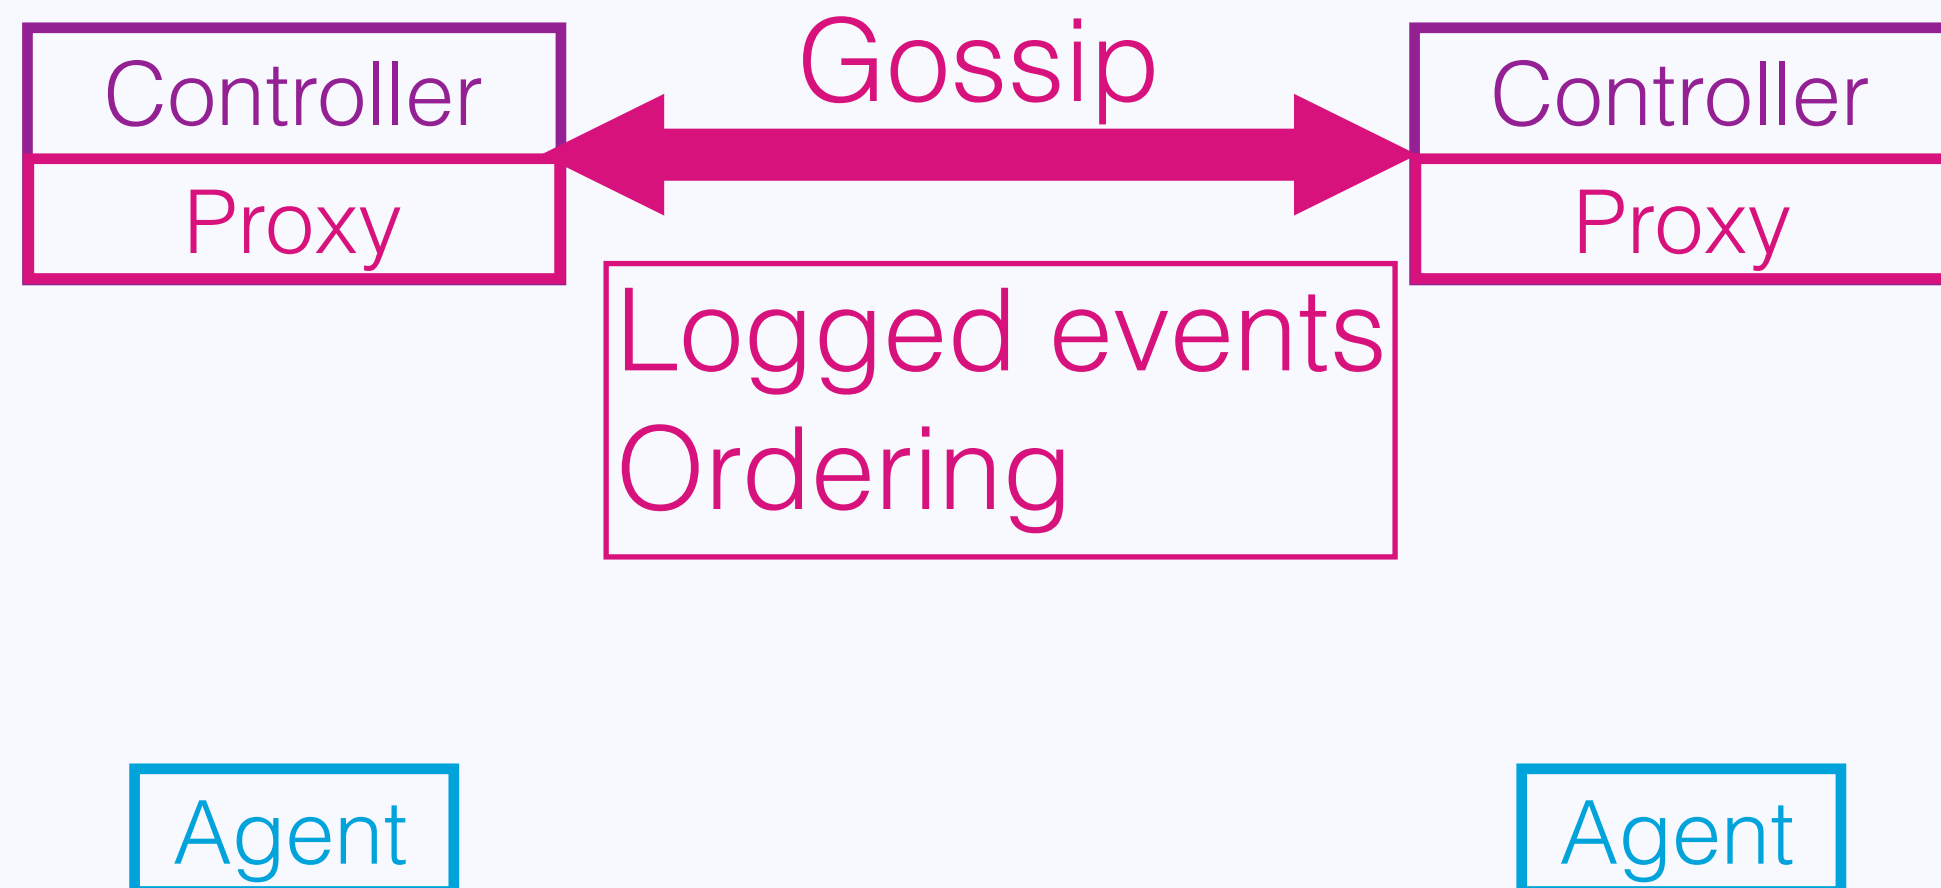 Gossip
Controller
Controller
Proxy
Proxy
Logged events
Ordering
Agent
Agent